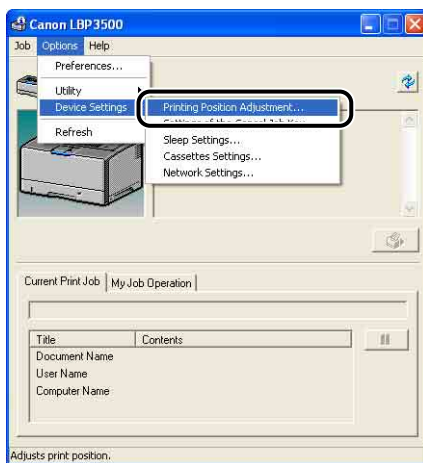 Canon LBP3500
Job Options Help
Preferences...
Utility
Device Settings
Refresh
Printing Position Adjustment...
Sleep Settings...
Cassettes Settings...
Network Settings...
Current Print Job My Job Operation
Title Contents
Document Name
User Name
Computer Name
Adjusts print position.